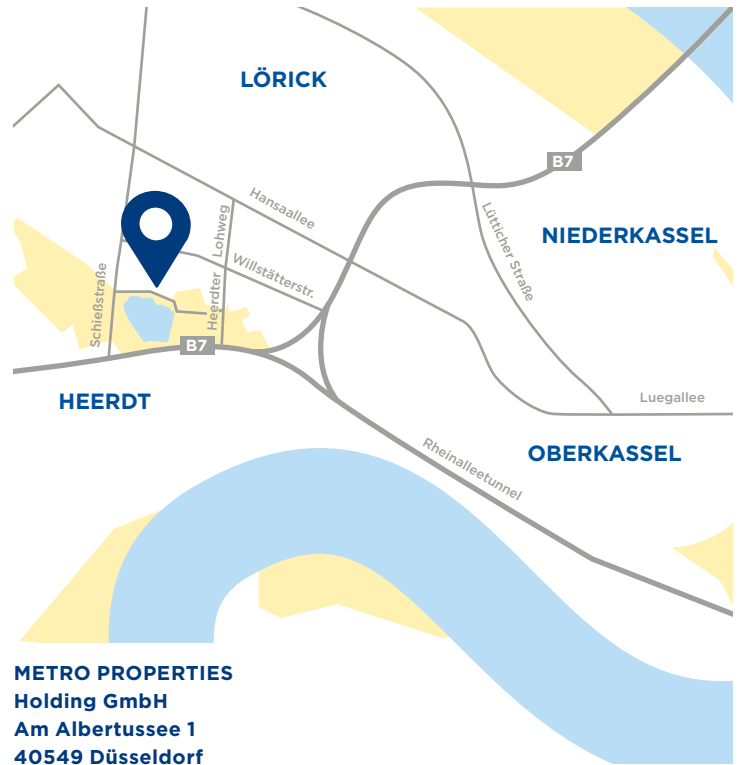 LÖRICK
B7
Hansaallee
Heerdter Lohweg
Lütticher Straße
NIEDERKASSEL
Willstätterstr.
Schießstraße
B7
HEERDT
Luegallee
OBERKASSEL
Rheinalleetunnel
METRO PROPERTIES
Holding GmbH
Am Albertussee 1
40549 Düsseldorf